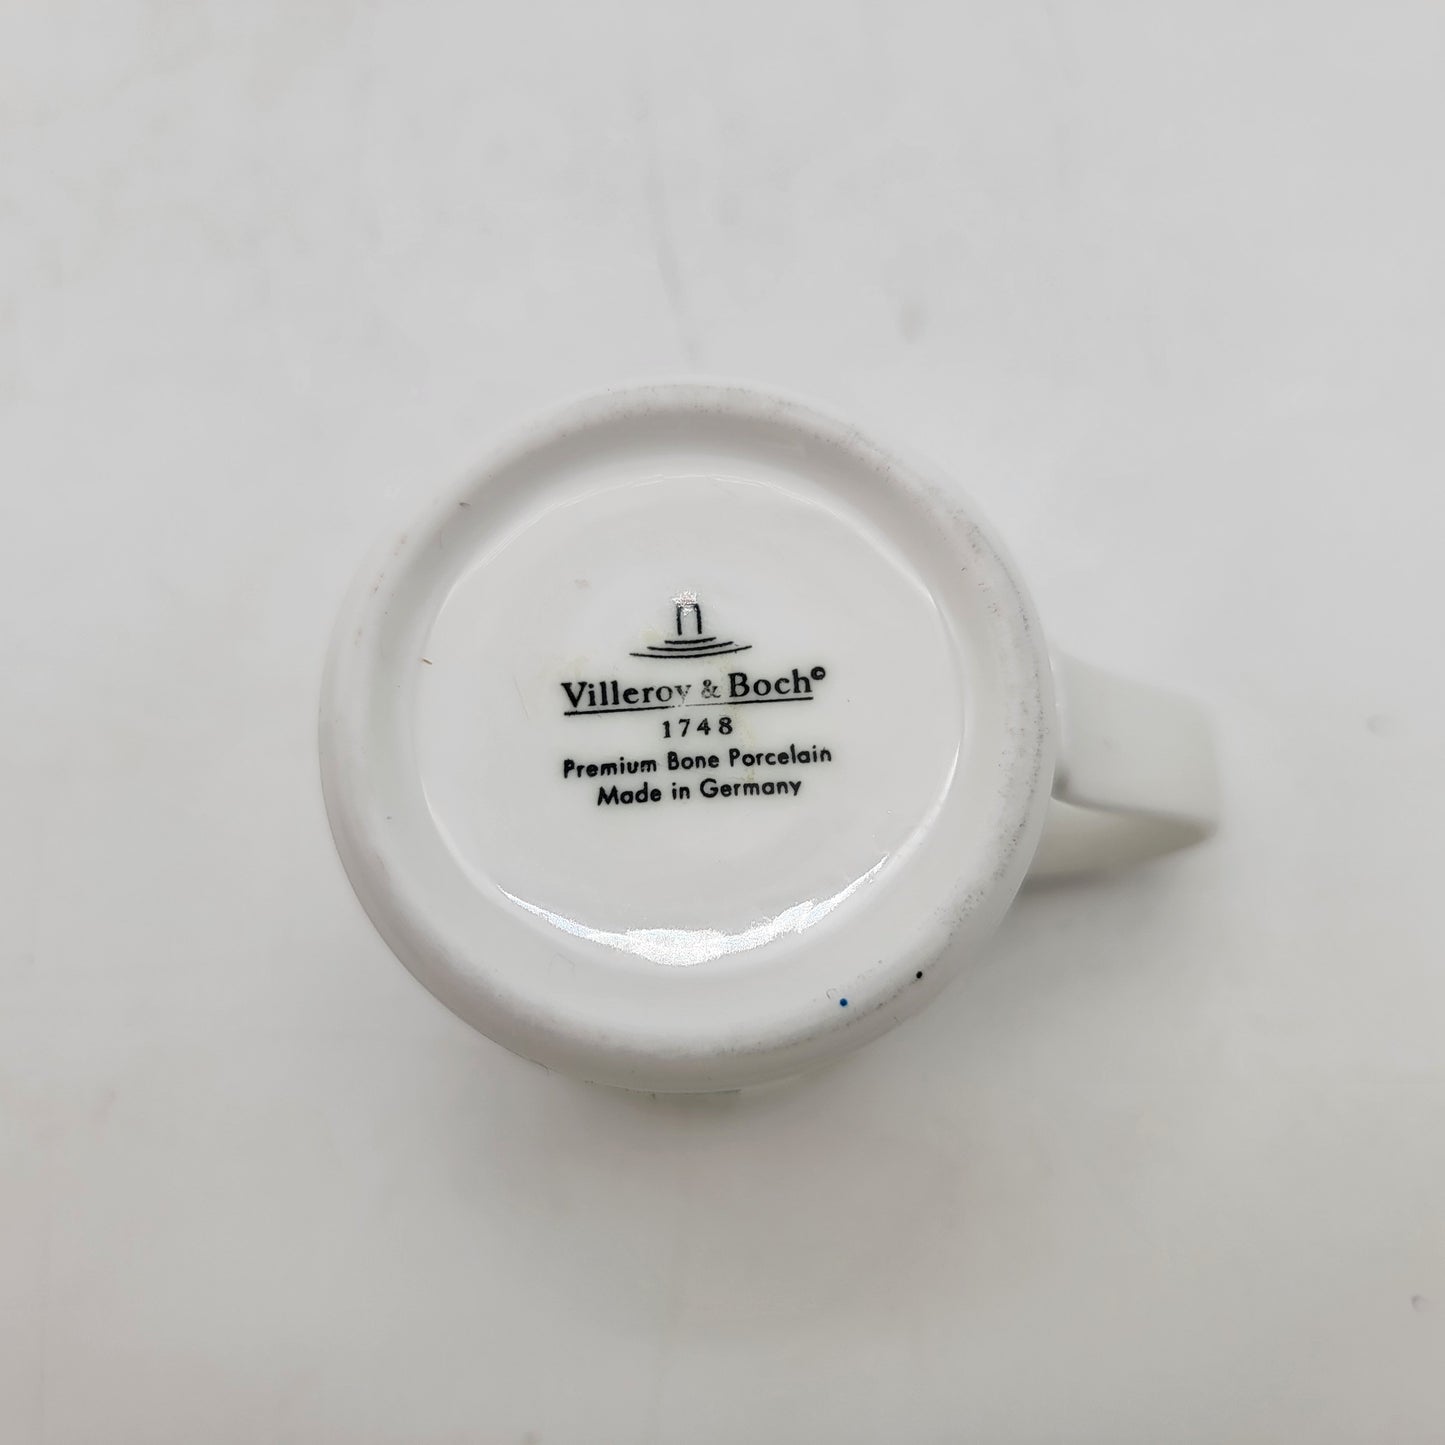 Villeroy & Boch©
1748
Premium Bone Porcelain
Made in Germany